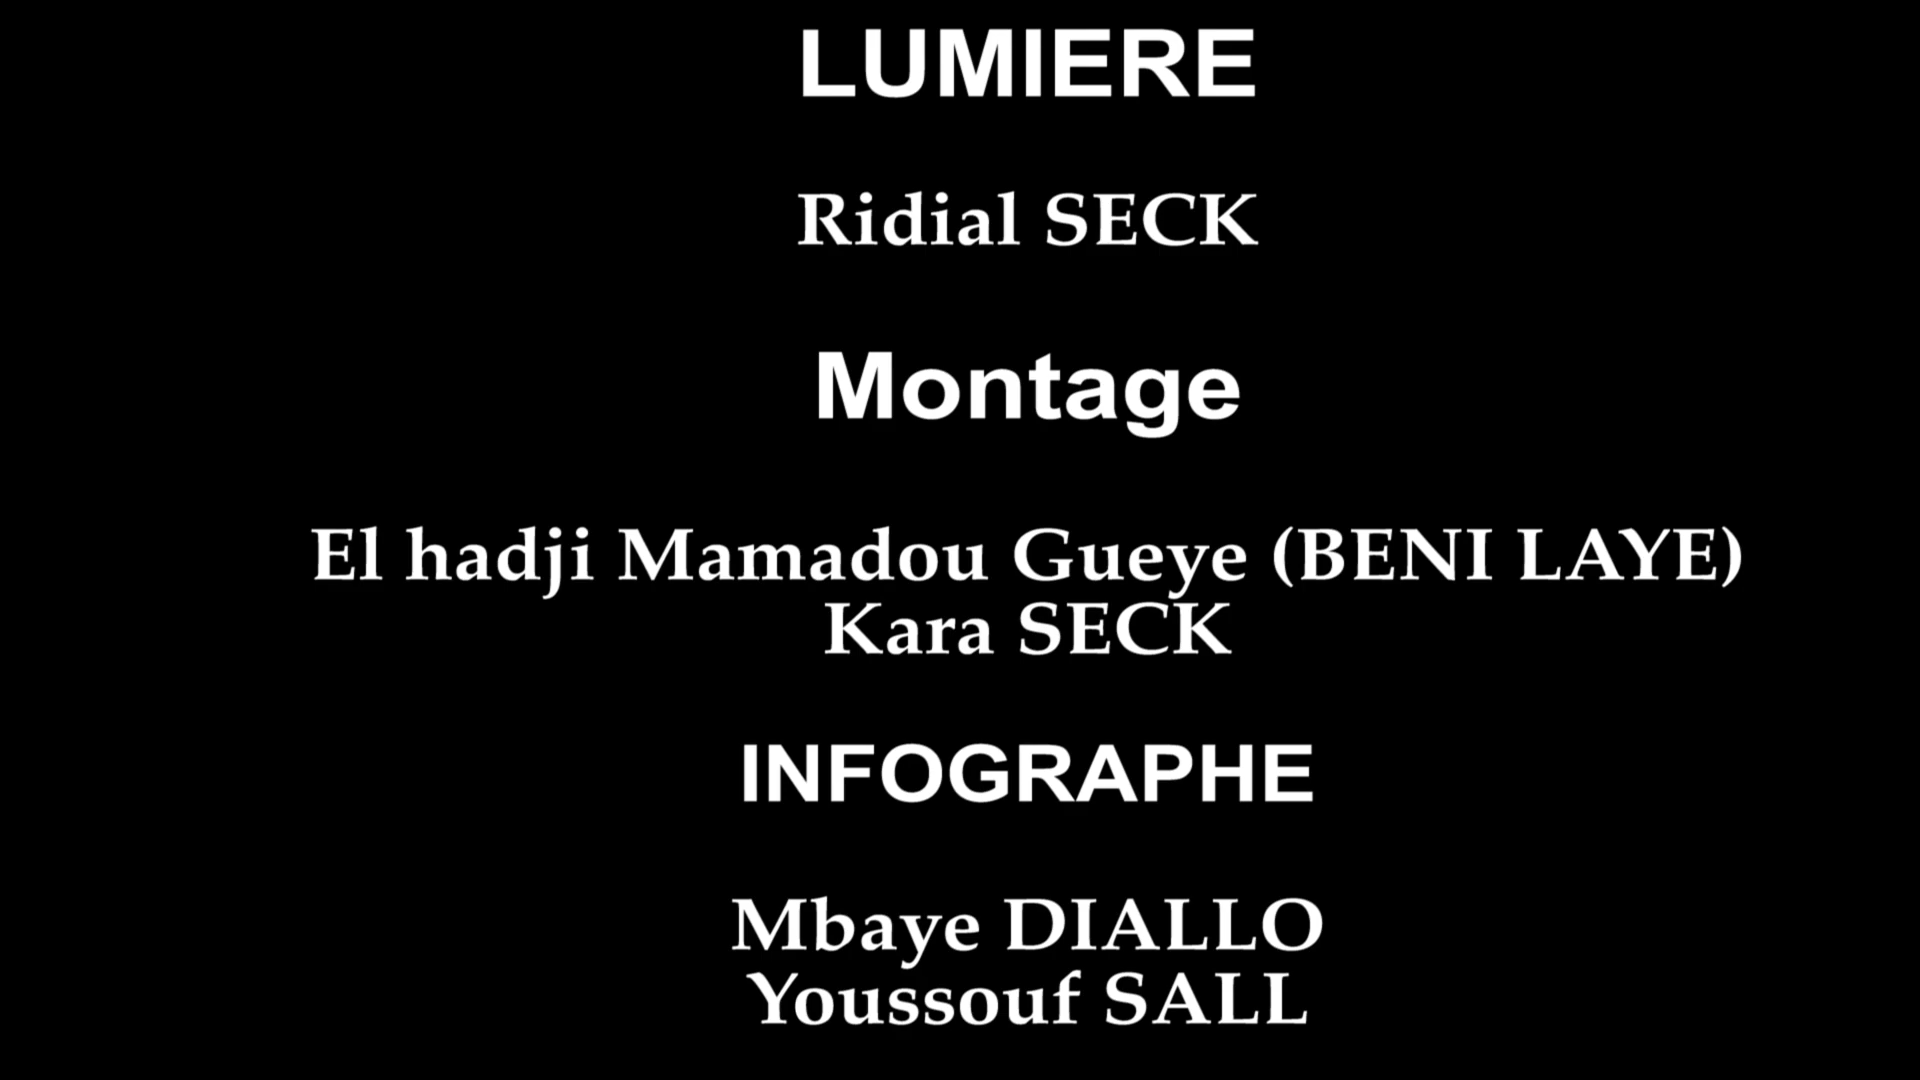 LUMIERE
Ridial SECK
Montage
El hadji Mamadou Gueye (BENI LAYE)
Kara SECK
INFOGRAPHE
Mbaye DIALLO
Youssouf SALL